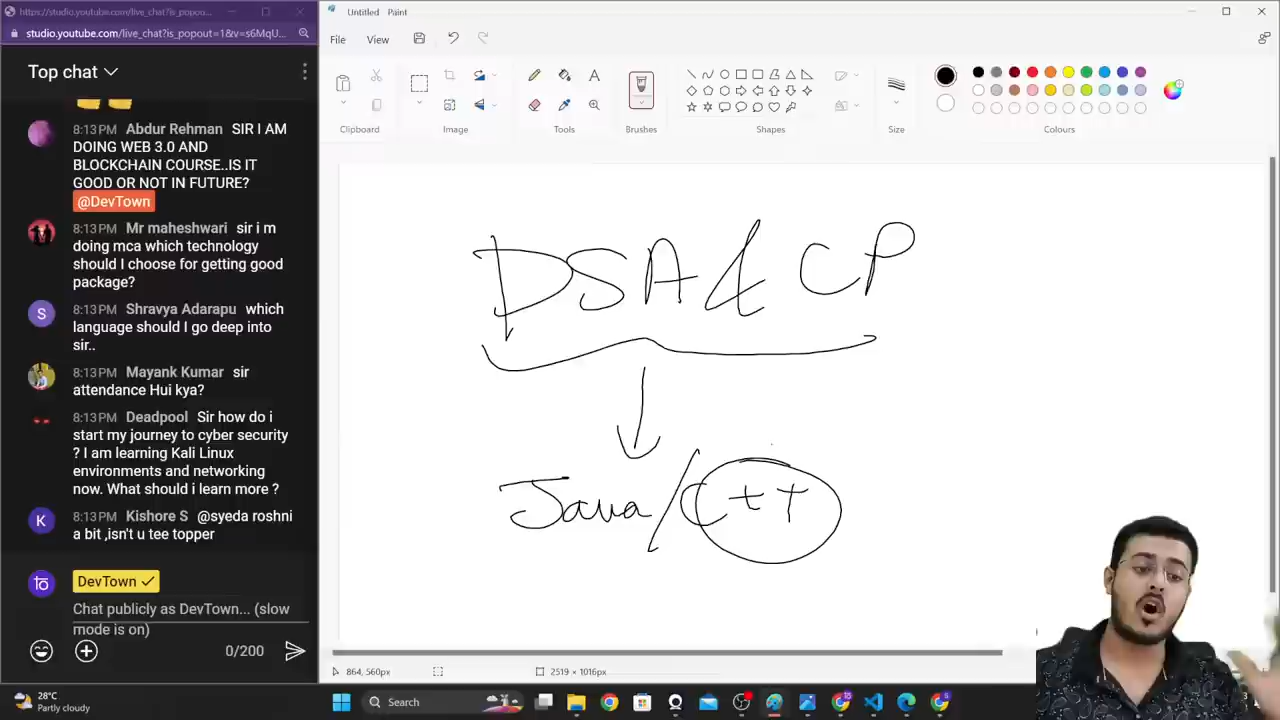 https://studio.youtube.com/live_chat?is_popou...
studio.youtube.com/live_chat?is_popout=1&v=s6MqU...
Top chat
8:13 PM Abdur Rehman SIR I AM
DOING WEB 3.0 AND
BLOCKCHAIN COURSE..IS IT
GOOD OR NOT IN FUTURE?
@DevTown
8:13 PM Mr maheshwari sir i m
doing mca which technology
should I choose for getting good
package?
8:13 PM Shravya Adarapu which
language should I go deep into
sir..
8:13 PM Mayank Kumar sir
attendance Hui kya?
8:13 PM Deadpool Sir how do i
start my journey to cyber security
? I am learning Kali Linux
environments and networking
now. What should i learn more ?
8:13 PM Kishore S @syeda roshni
a bit ,isn't u tee topper
DevTown
Chat publicly as DevTown... (slow
mode is on)
0/200
Untitled Paint
File View
Clipboard Image Tools Brushes Shapes Size Colours
DSA & CP
Java/C++
864, 560px 2519 × 1016px
28°C
Partly cloudy
Search